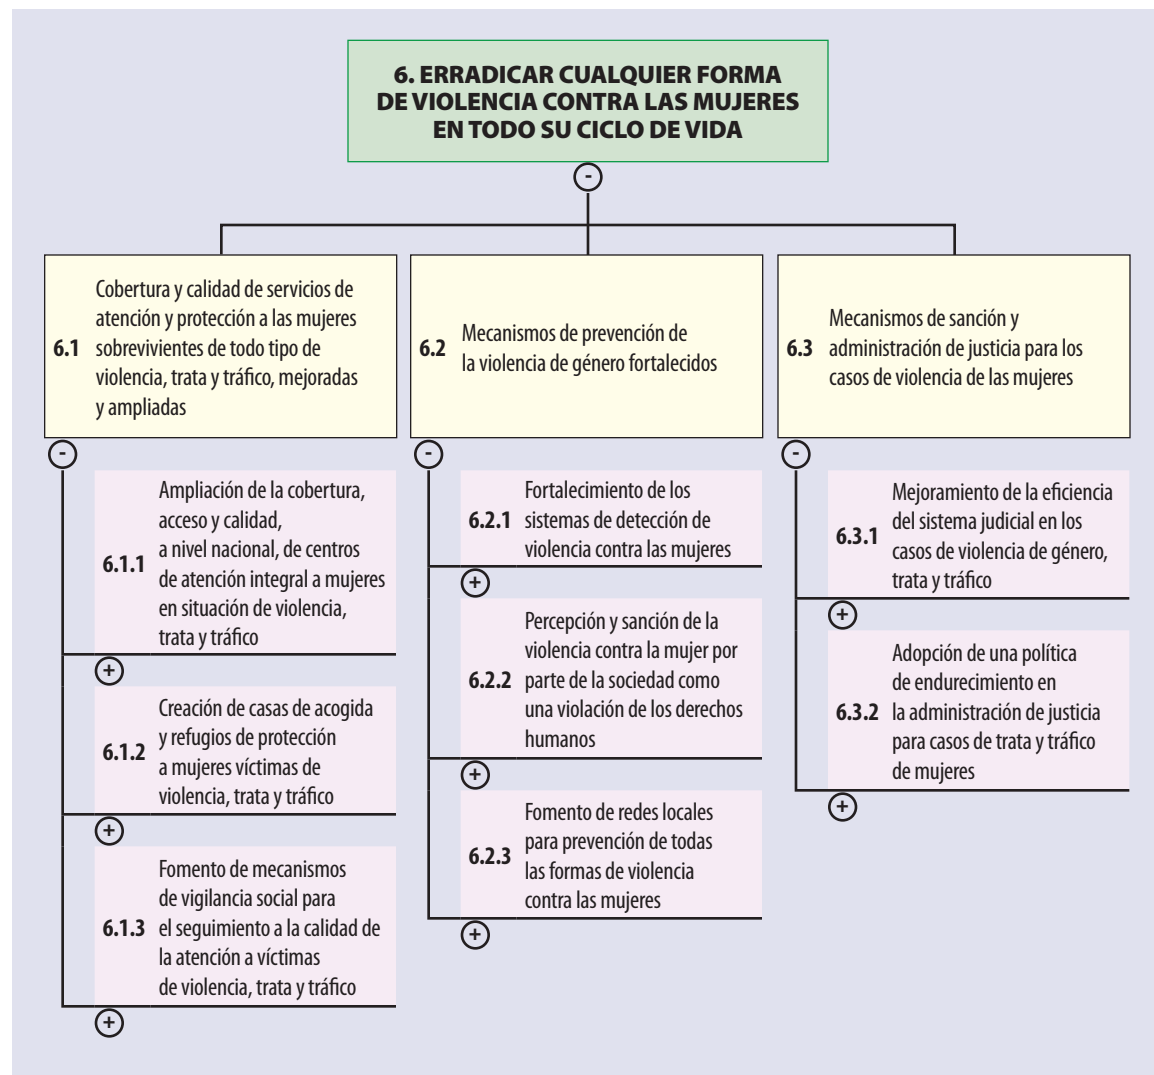 6. ERRADICAR CUALQUIER FORMA
DE VIOLENCIA CONTRA LAS MUJERES
EN TODO SU CICLO DE VIDA
-
6.1
Cobertura y calidad de servicios de
atención y protección a las mujeres
sobrevivientes de todo tipo de
violencia, trata y tráfico, mejoradas
y ampliadas
-
6.1.1
Ampliación de la cobertura,
acceso y calidad,
a nivel nacional, de centros
de atención integral a mujeres
en situación de violencia,
trata y tráfico
+
6.1.2
Creación de casas de acogida
y refugios de protección
a mujeres víctimas de
violencia, trata y tráfico
+
6.1.3
Fomento de mecanismos
de vigilancia social para
el seguimiento a la calidad de
la atención a víctimas
de violencia, trata y tráfico
+
6.2
Mecanismos de prevención de
la violencia de género fortalecidos
-
6.2.1
Fortalecimiento de los
sistemas de detección de
violencia contra las mujeres
+
6.2.2
Percepción y sanción de la
violencia contra la mujer por
parte de la sociedad como
una violación de los derechos
humanos
+
6.2.3
Fomento de redes locales
para prevención de todas
las formas de violencia
contra las mujeres
+
6.3
Mecanismos de sanción y
administración de justicia para los
casos de violencia de las mujeres
-
6.3.1
Mejoramiento de la eficiencia
del sistema judicial en los
casos de violencia de género,
trata y tráfico
+
6.3.2
Adopción de una política
de endurecimiento en
la administración de justicia
para casos de trata y tráfico
de mujeres
+